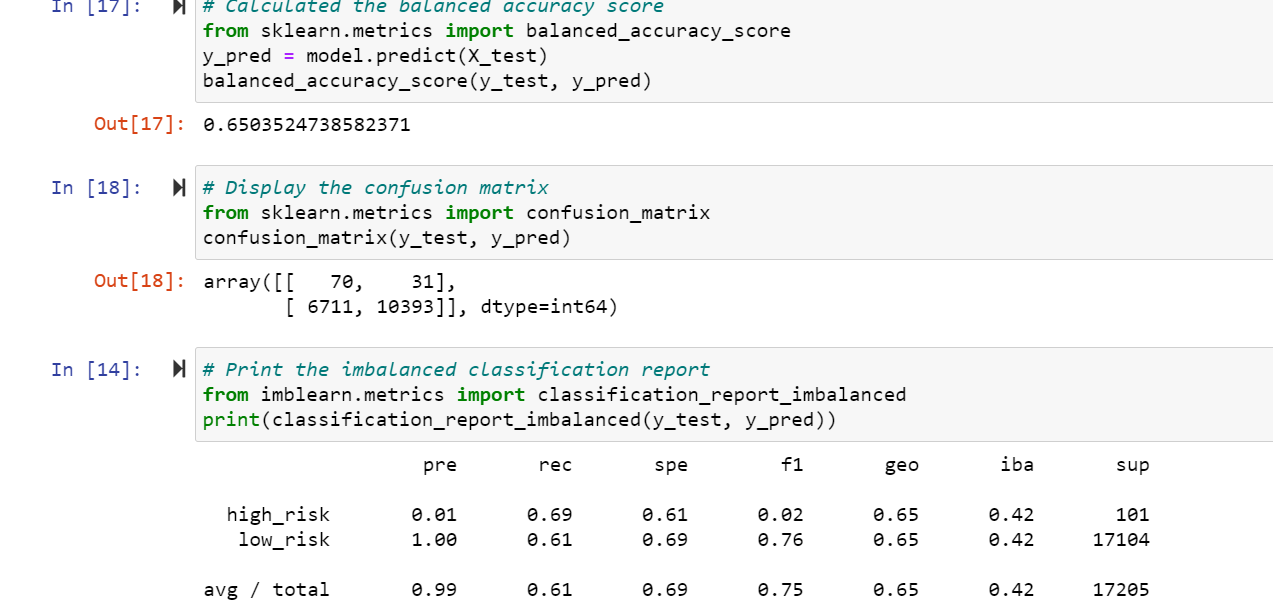 In [17]: # Calculated the balanced accuracy score
from sklearn.metrics import balanced_accuracy_score
y_pred = model.predict(X_test)
balanced_accuracy_score(y_test, y_pred)
Out[17]: 0.6503524738582371
In [18]: # Display the confusion matrix
from sklearn.metrics import confusion_matrix
confusion_matrix(y_test, y_pred)
Out[18]: array([[   70,    31],
       [ 6711, 10393]], dtype=int64)
In [14]: # Print the imbalanced classification report
from imblearn.metrics import classification_report_imbalanced
print(classification_report_imbalanced(y_test, y_pred))
pre rec spe f1 geo iba sup
high_risk 0.01 0.69 0.61 0.02 0.65 0.42 101
low_risk 1.00 0.61 0.69 0.76 0.65 0.42 17104
avg / total 0.99 0.61 0.69 0.75 0.65 0.42 17205